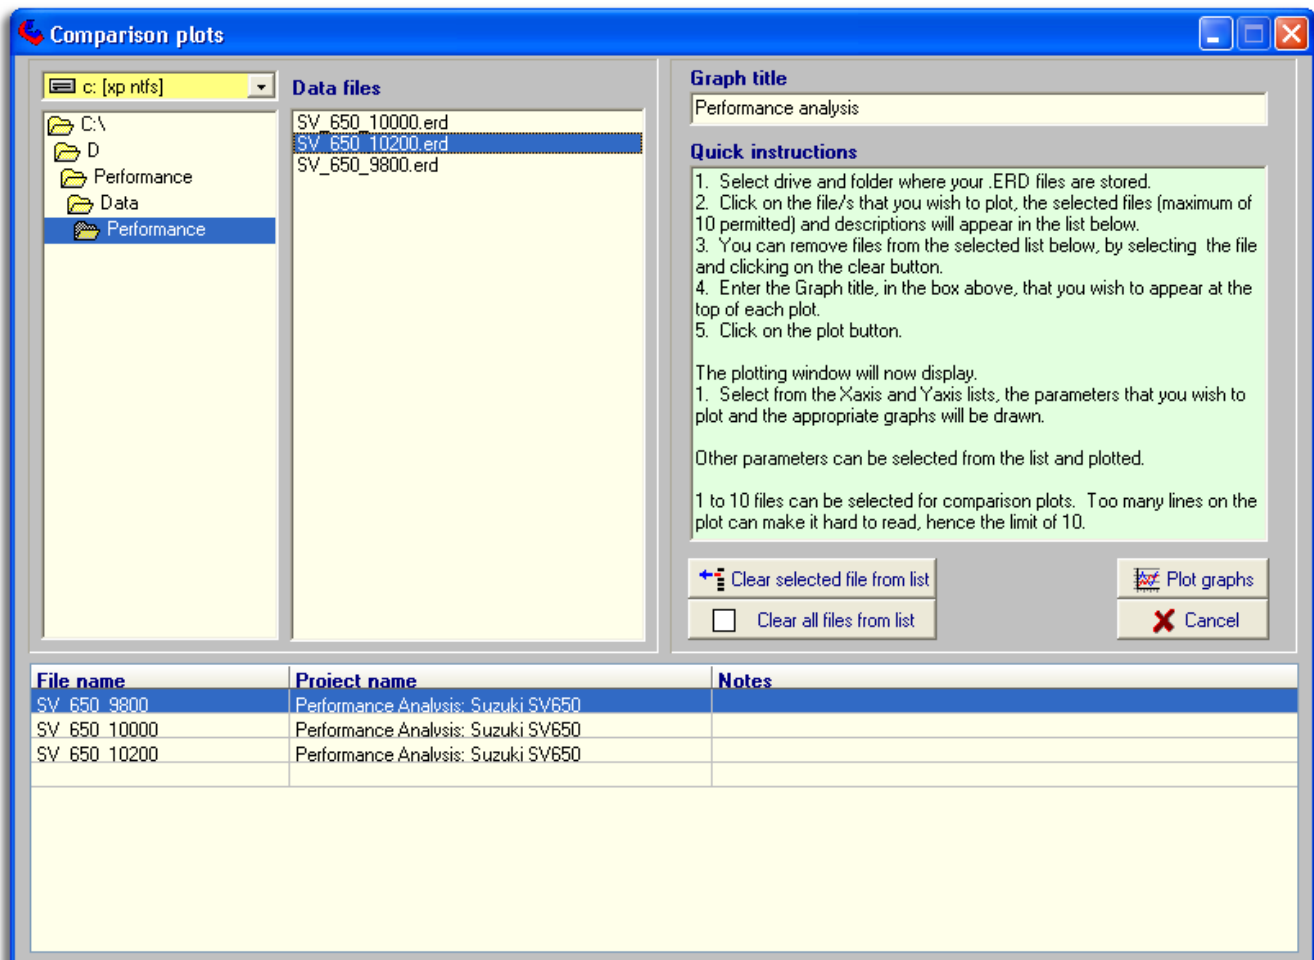 Comparison plots
c: [xp ntfs]
C:\
D
Performance
Data
Performance
Data files
SV_650_10000.erd
SV_650_10200.erd
SV_650_9800.erd
Graph title
Performance analysis
Quick instructions
1.  Select drive and folder where your .ERD files are stored.
2.  Click on the file/s that you wish to plot, the selected files (maximum of
10 permitted) and descriptions will appear in the list below.
3.  You can remove files from the selected list below, by selecting  the file
and clicking on the clear button.
4.  Enter the Graph title, in the box above, that you wish to appear at the
top of each plot.
5.  Click on the plot button.
The plotting window will now display.
1.  Select from the Xaxis and Yaxis lists, the parameters that you wish to
plot and the appropriate graphs will be drawn.
Other parameters can be selected from the list and plotted.
1 to 10 files can be selected for comparison plots.  Too many lines on the
plot can make it hard to read, hence the limit of 10.
Clear selected file from list
Plot graphs
Clear all files from list
Cancel
File name Project name Notes
SV_650_9800 Performance Analysis: Suzuki SV650
SV_650_10000 Performance Analysis: Suzuki SV650
SV_650_10200 Performance Analysis: Suzuki SV650